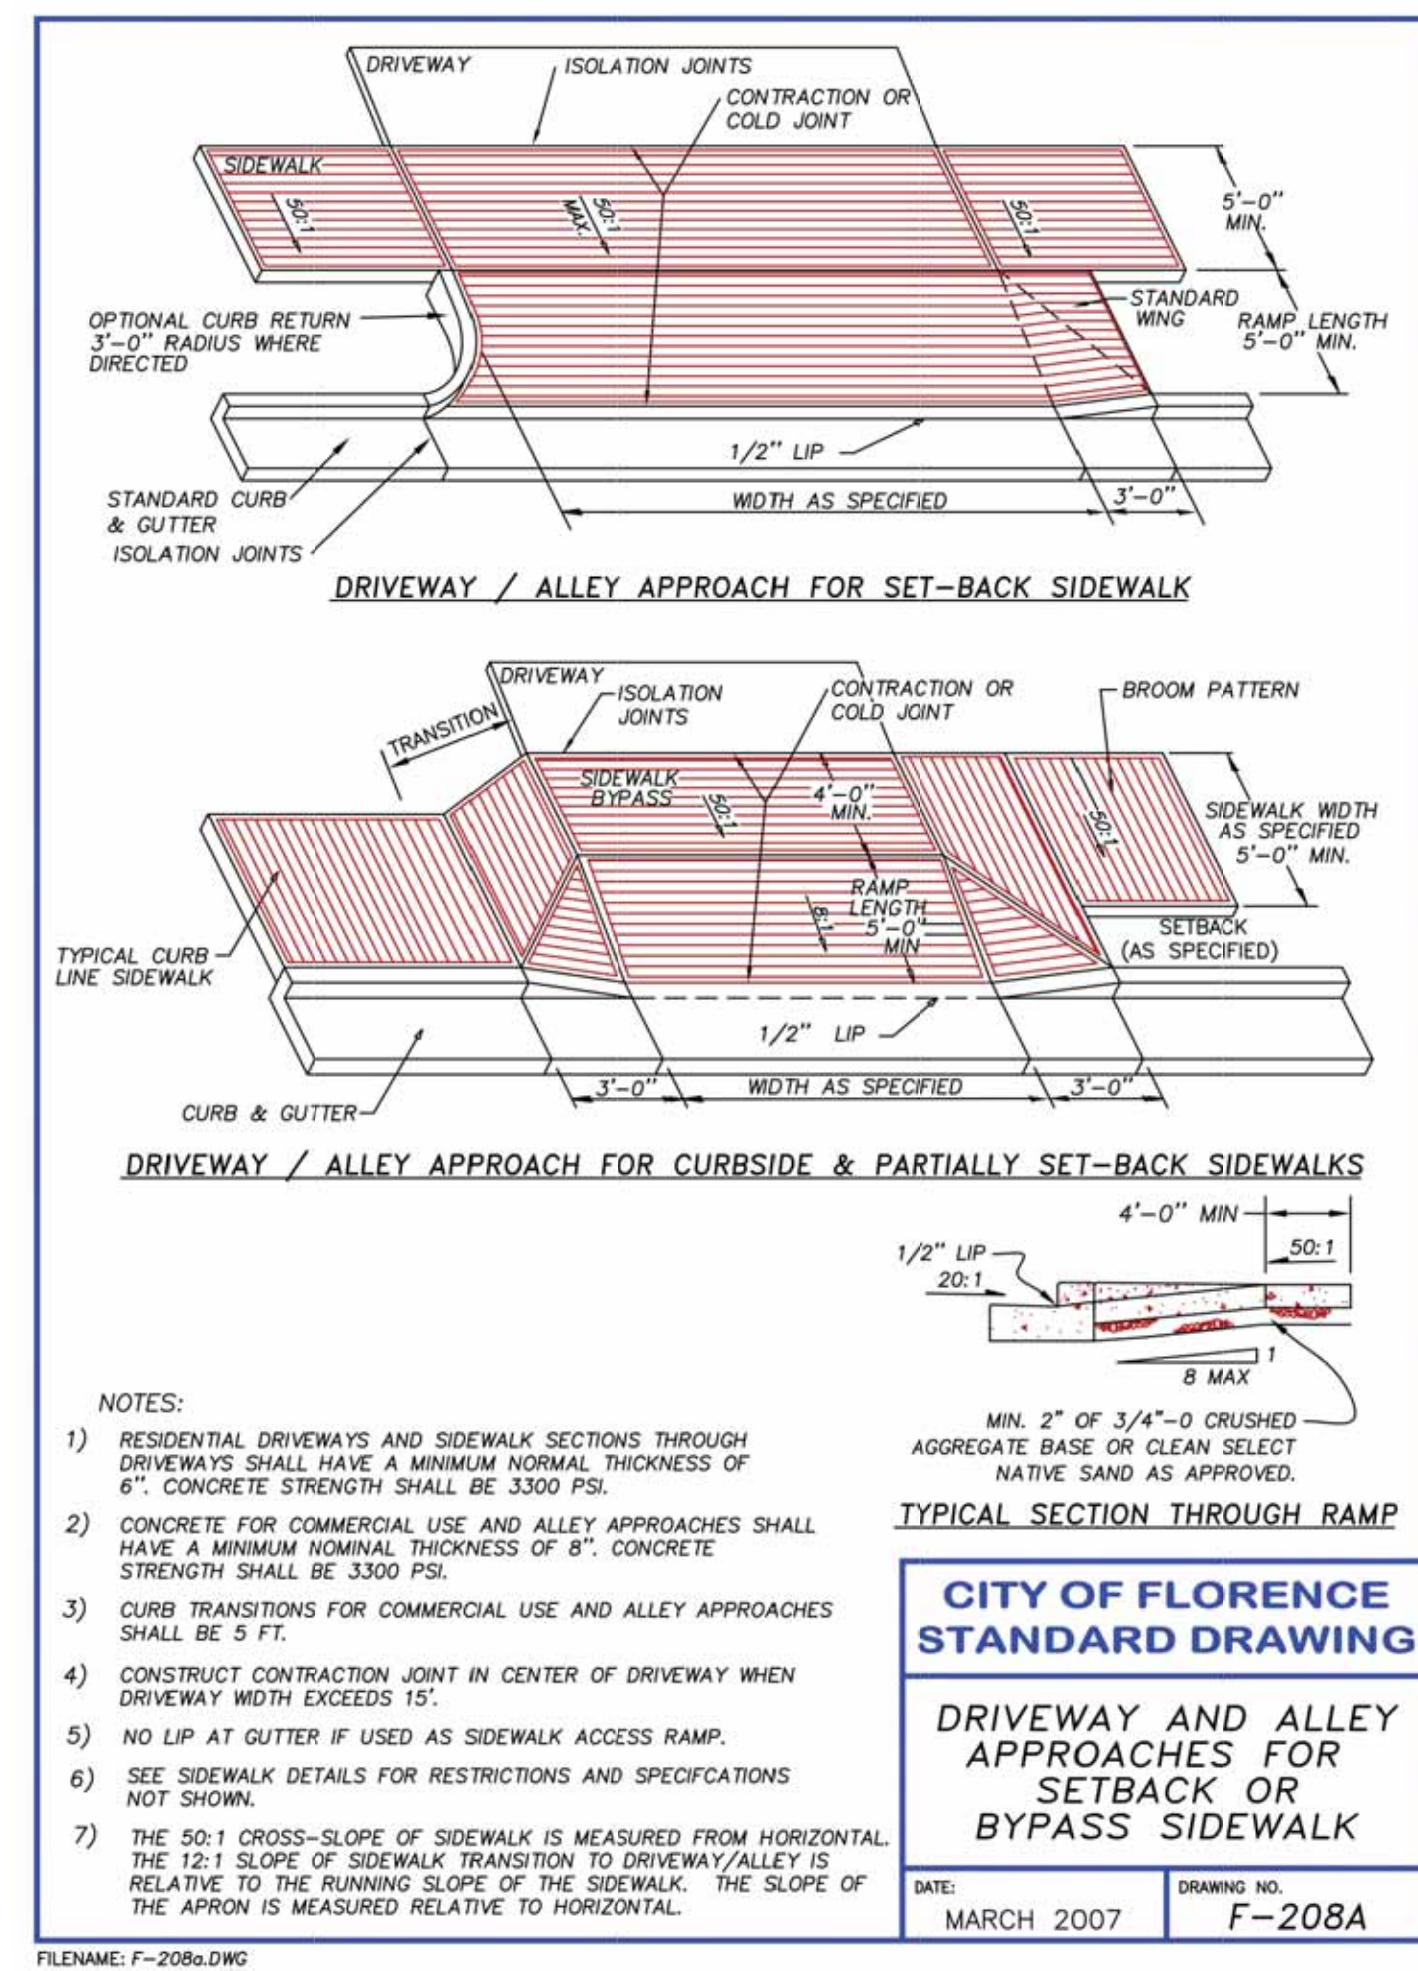 DRIVEWAY
ISOLATION JOINTS
CONTRACTION OR
COLD JOINT
SIDEWALK
50:1
50:1
MAX.
50:1
5'-0"
MIN.
OPTIONAL CURB RETURN
3'-0" RADIUS WHERE
DIRECTED
STANDARD
WING
RAMP LENGTH
5'-0" MIN.
1/2" LIP
STANDARD CURB
& GUTTER
ISOLATION JOINTS
WIDTH AS SPECIFIED
3'-0"
DRIVEWAY / ALLEY APPROACH FOR SET-BACK SIDEWALK
DRIVEWAY
ISOLATION
JOINTS
CONTRACTION OR
COLD JOINT
BROOM PATTERN
TRANSITION
SIDEWALK
BYPASS
50:1
4'-0"
MIN.
50:1
SIDEWALK WIDTH
AS SPECIFIED
5'-0" MIN.
RAMP
LENGTH
5'-0"
MIN
8:1
SETBACK
(AS SPECIFIED)
TYPICAL CURB
LINE SIDEWALK
1/2" LIP
CURB & GUTTER
3'-0"
WIDTH AS SPECIFIED
3'-0"
DRIVEWAY / ALLEY APPROACH FOR CURBSIDE & PARTIALLY SET-BACK SIDEWALKS
4'-0" MIN
1/2" LIP
20:1
50:1
1
8 MAX
MIN. 2" OF 3/4"-0 CRUSHED
AGGREGATE BASE OR CLEAN SELECT
NATIVE SAND AS APPROVED.
TYPICAL SECTION THROUGH RAMP
NOTES:
1) RESIDENTIAL DRIVEWAYS AND SIDEWALK SECTIONS THROUGH
DRIVEWAYS SHALL HAVE A MINIMUM NORMAL THICKNESS OF
6". CONCRETE STRENGTH SHALL BE 3300 PSI.
2) CONCRETE FOR COMMERCIAL USE AND ALLEY APPROACHES SHALL
HAVE A MINIMUM NOMINAL THICKNESS OF 8". CONCRETE
STRENGTH SHALL BE 3300 PSI.
3) CURB TRANSITIONS FOR COMMERCIAL USE AND ALLEY APPROACHES
SHALL BE 5 FT.
4) CONSTRUCT CONTRACTION JOINT IN CENTER OF DRIVEWAY WHEN
DRIVEWAY WIDTH EXCEEDS 15'.
5) NO LIP AT GUTTER IF USED AS SIDEWALK ACCESS RAMP.
6) SEE SIDEWALK DETAILS FOR RESTRICTIONS AND SPECIFCATIONS
NOT SHOWN.
7) THE 50:1 CROSS-SLOPE OF SIDEWALK IS MEASURED FROM HORIZONTAL.
THE 12:1 SLOPE OF SIDEWALK TRANSITION TO DRIVEWAY/ALLEY IS
RELATIVE TO THE RUNNING SLOPE OF THE SIDEWALK. THE SLOPE OF
THE APRON IS MEASURED RELATIVE TO HORIZONTAL.
CITY OF FLORENCE
STANDARD DRAWING
DRIVEWAY AND ALLEY
APPROACHES FOR
SETBACK OR
BYPASS SIDEWALK
DATE:
MARCH 2007
DRAWING NO.
F-208A
FILENAME: F-208a.DWG